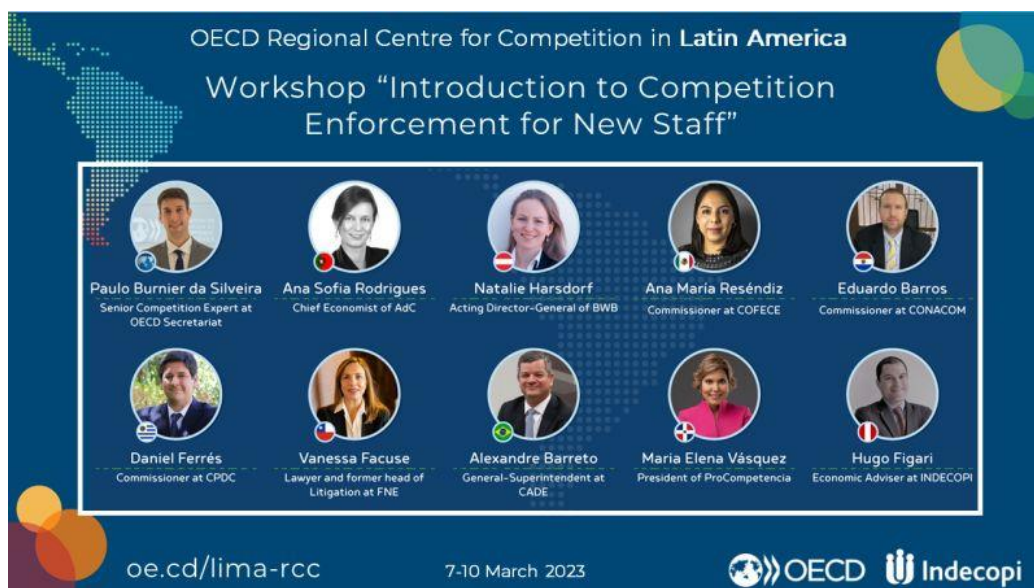 OECD Regional Centre for Competition in Latin America
Workshop “Introduction to Competition
Enforcement for New Staff”
Paulo Burnier da Silveira
Senior Competition Expert at
OECD Secretariat
Ana Sofia Rodrigues
Chief Economist of AdC
Natalie Harsdorf
Acting Director-General of BWB
Ana María Reséndiz
Commissioner at COFECE
Eduardo Barros
Commissioner at CONACOM
Daniel Ferrés
Commissioner at CPDC
Vanessa Facuse
Lawyer and former head of
Litigation at FNE
Alexandre Barreto
General-Superintendent at
CADE
María Elena Vásquez
President of ProCompetencia
Hugo Figari
Economic Adviser at INDECOPI
oe.cd/lima-rcc
7-10 March 2023
OECD
Indecopi